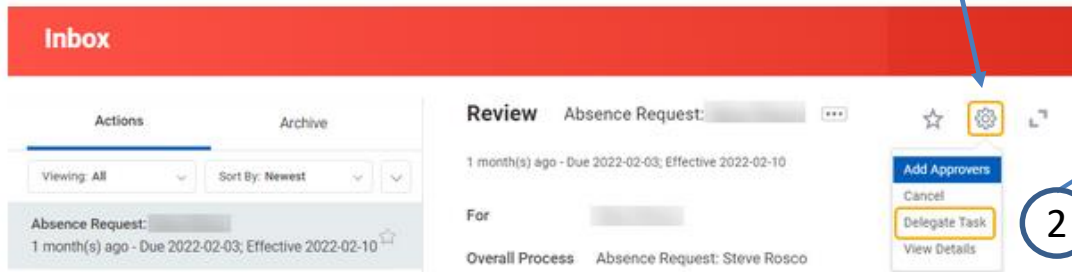 Inbox
Actions
Archive
Viewing: All
Sort By: Newest
Absence Request:
1 month(s) ago - Due 2022-02-03; Effective 2022-02-10
Review Absence Request:
1 month(s) ago - Due 2022-02-03; Effective 2022-02-10
For
Overall Process Absence Request: Steve Rosco
Add Approvers
Cancel
Delegate Task
View Details
2